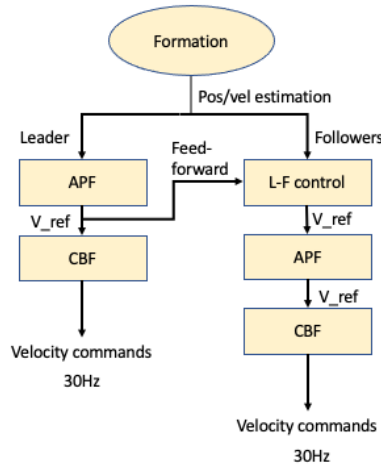 Formation
Pos/vel estimation
Leader
Feed-
forward
Followers
APF
L-F control
V_ref
V_ref
CBF
APF
V_ref
Velocity commands
30Hz
CBF
Velocity commands
30Hz